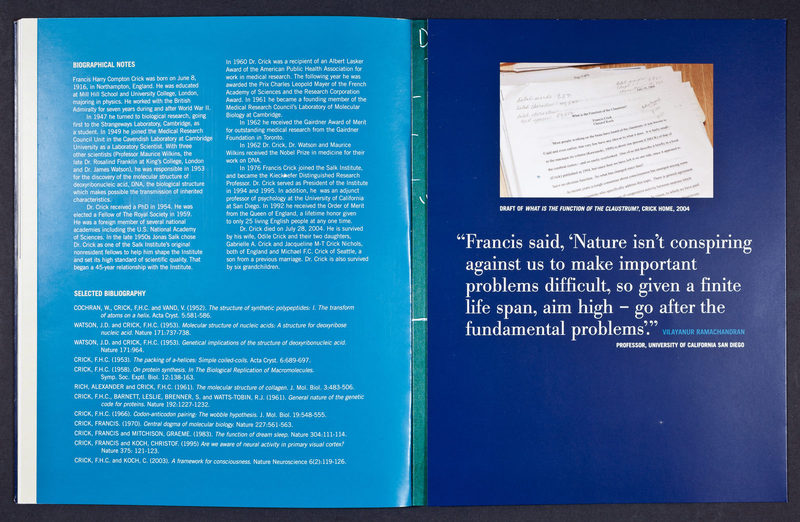 BIOGRAPHICAL NOTES
Francis Harry Compton Crick was born on June 8,
1916, in Northampton, England. He was educated
at Mill Hill School and University College, London,
majoring in physics. He worked with the British
Admiralty for seven years during and after World War II.
In 1947 he turned to biological research, going
first to the Strangeways Laboratory, Cambridge, as
a student. In 1949 he joined the Medical Research
Council Unit in the Cavendish Laboratory at Cambridge
University as a Laboratory Scientist. With three
other scientists (Professor Maurice Wilkins, the
late Dr. Rosalind Franklin at King's College, London
and Dr. James Watson), he was responsible in 1953
for the discovery of the molecular structure of
deoxyribonucleic acid, DNA, the biological structure
which makes possible the transmission of inherited
characteristics.
Dr. Crick received a PhD in 1954. He was
elected a Fellow of The Royal Society in 1959.
He was a foreign member of several national
academies including the U.S. National Academy
of Sciences. In the late 1950s Jonas Salk chose
Dr. Crick as one of the Salk Institute's original
nonresident fellows to help him shape the Institute
and set its high standard of scientific quality. That
began a 45-year relationship with the Institute.
In 1960 Dr. Crick was a recipient of an Albert Lasker
Award of the American Public Health Association for
work in medical research. The following year he was
awarded the Prix Charles Leopold Mayer of the French
Academy of Sciences and the Research Corporation
Award. In 1961 he became a founding member of the
Medical Research Council's Laboratory of Molecular
Biology at Cambridge.
In 1962 he received the Gairdner Award of Merit
for outstanding medical research from the Gairdner
Foundation in Toronto.
In 1962 Dr. Crick, Dr. Watson and Maurice
Wilkins received the Nobel Prize in medicine for their
work on DNA.
In 1976 Francis Crick joined the Salk Institute,
and became the Kieckhefer Distinguished Research
Professor. Dr. Crick served as President of the Institute
in 1994 and 1995. In addition, he was an adjunct
professor of psychology at the University of California
at San Diego. In 1992 he received the Order of Merit
from the Queen of England, a lifetime honor given
to only 25 living English people at any one time.
Dr. Crick died on July 28, 2004. He is survived
by his wife, Odile Crick and their two daughters,
Gabrielle A. Crick and Jacqueline M-T Crick Nichols,
both of England and Michael F.C. Crick of Seattle, a
son from a previous marriage. Dr. Crick is also survived
by six grandchildren.
SELECTED BIBLIOGRAPHY
COCHRAN, W., CRICK, F.H.C. and VAND, V. (1952). The structure of synthetic polypeptides: I. The transform
of atoms on a helix. Acta Cryst. 5:581-586.
WATSON, J.D. and CRICK, F.H.C. (1953). Molecular structure of nucleic acids: A structure for deoxyribose
nucleic acid. Nature 171:737-738.
WATSON, J.D. and CRICK, F.H.C. (1953). Genetical implications of the structure of deoxyribonucleic acid.
Nature 171:964.
CRICK, F.H.C. (1953). The packing of a-helices: Simple coiled-coils. Acta Cryst. 6:689-697.
CRICK, F.H.C. (1958). On protein synthesis. In The Biological Replication of Macromolecules.
Symp. Soc. Exptl. Biol. 12:138-163.
RICH, ALEXANDER and CRICK, F.H.C. (1961). The molecular structure of collagen. J. Mol. Biol. 3:483-506.
CRICK, F.H.C., BARNETT, LESLIE, BRENNER, S. and WATTS-TOBIN, R.J. (1961). General nature of the genetic
code for proteins. Nature 192:1227-1232.
CRICK, F.H.C. (1966). Codon-anticodon pairing: The wobble hypothesis. J. Mol. Biol. 19:548-555.
CRICK, FRANCIS. (1970). Central dogma of molecular biology. Nature 227:561-563.
CRICK, FRANCIS and MITCHISON, GRAEME. (1983). The function of dream sleep. Nature 304:111-114.
CRICK, FRANCIS and KOCH, CHRISTOF. (1995) Are we aware of neural activity in primary visual cortex?
Nature 375: 121-123.
CRICK, F.H.C. and KOCH, C. (2003). A framework for consciousness. Nature Neuroscience 6(2):119-126.
What is the Function of the Claustrum?
Francis Crick
DRAFT OF WHAT IS THE FUNCTION OF THE CLAUSTRUM?, CRICK HOME, 2004
“Francis said, ‘Nature isn’t conspiring
against us to make important
problems difficult, so given a finite
life span, aim high – go after the
fundamental problems’.” VILAYANUR RAMACHANDRAN
PROFESSOR, UNIVERSITY OF CALIFORNIA SAN DIEGO